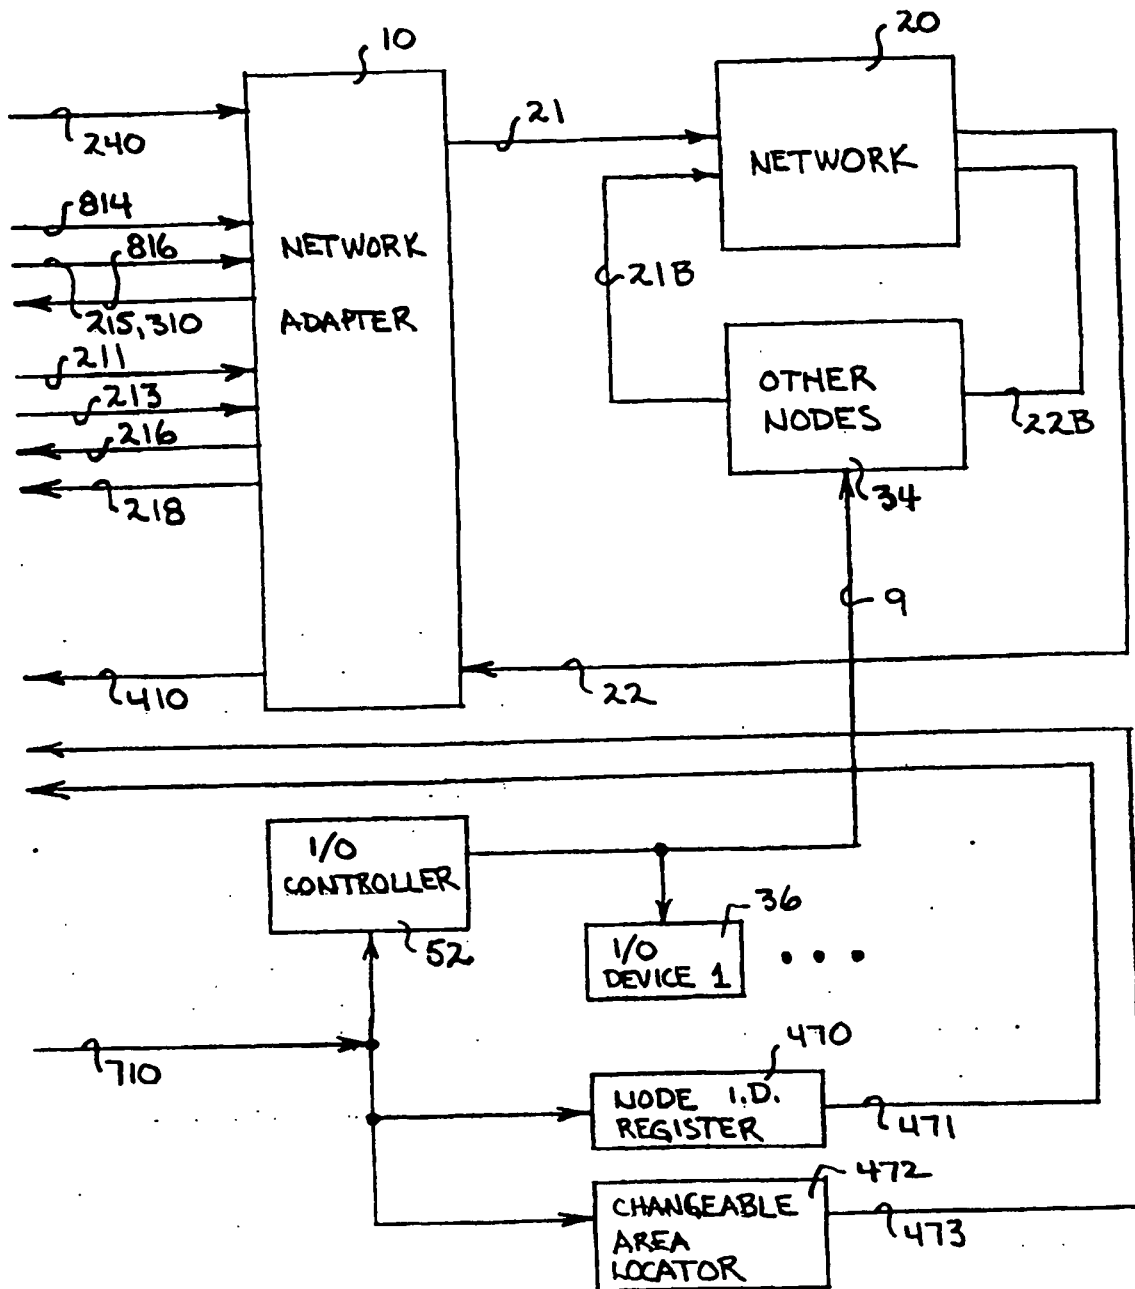 10
20
240
21
NETWORK
814
NETWORK
816
21B
215,310
ADAPTER
211
OTHER
NODES
213
22B
216
218
34
9
410
22
I/O
CONTROLLER
52
36
I/O
DEVICE 1
710
470
NODE I.D.
REGISTER
471
472
CHANGEABLE
AREA
LOCATOR
473